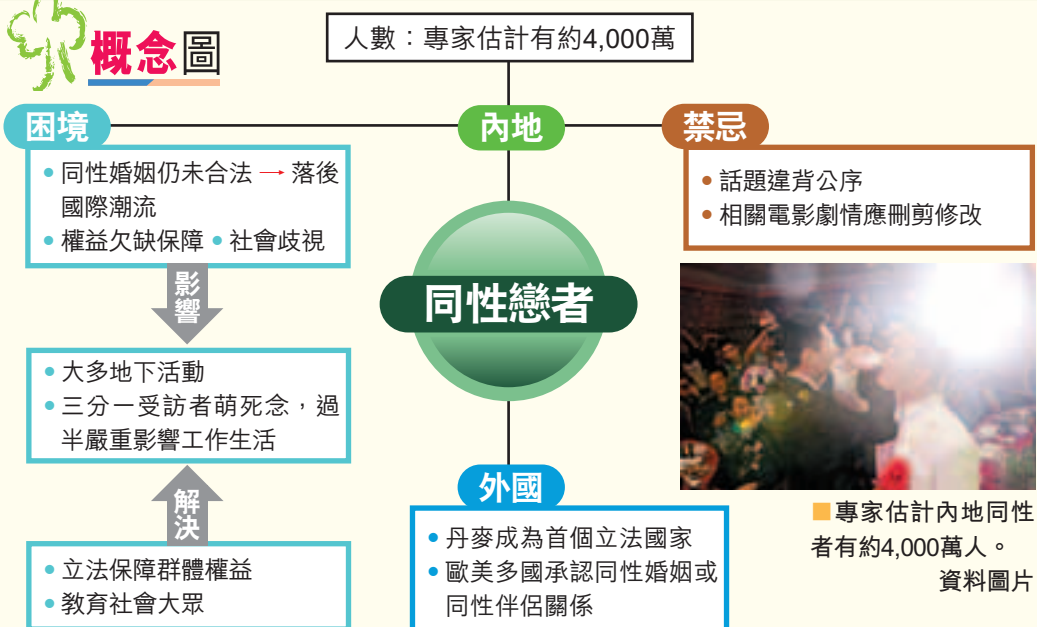 概念圖
人數：專家估計有約4,000萬
困境
內地
禁忌
• 同性婚姻仍未合法 → 落後
國際潮流
• 權益欠缺保障 • 社會歧視
• 話題違背公序
• 相關電影劇情應刪剪修改
影響
同性戀者
• 大多地下活動
• 三分一受訪者萌死念，過
半嚴重影響工作生活
解決
• 立法保障群體權益
• 教育社會大眾
外國
• 丹麥成為首個立法國家
• 歐美多國承認同性婚姻或
同性伴侶關係
■專家估計內地同性
者有約4,000萬人。
資料圖片